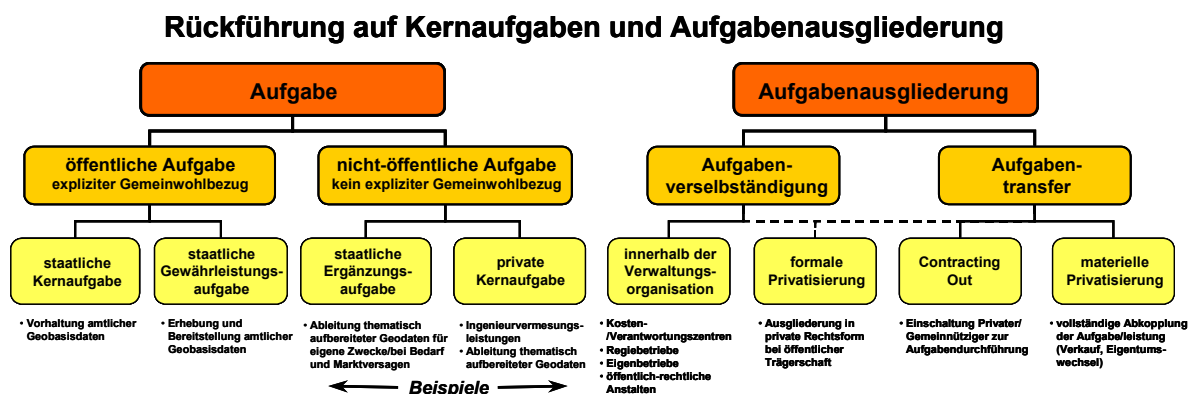 Rückführung auf Kernaufgaben und Aufgabenausgliederung
Aufgabe
öffentliche Aufgabe
expliziter Gemeinwohlbezug
nicht-öffentliche Aufgabe
kein expliziter Gemeinwohlbezug
staatliche
Kernaufgabe
staatliche
Gewährleistungs-
aufgabe
staatliche
Ergänzungs-
aufgabe
private
Kernaufgabe
• Vorhaltung amtlicher
Geobasisdaten
• Erhebung und
Bereitstellung amtlicher
Geobasisdaten
• Ableitung thematisch
aufbereiteter Geodaten für
eigene Zwecke/bei Bedarf
und Marktversagen
• Ingenieurvermesungs-
leistungen
• Ableitung thematisch
aufbereiteter Geodaten
Beispiele
Aufgabenausgliederung
Aufgaben-
verselbständigung
Aufgaben-
transfer
innerhalb der
Verwaltungs-
organisation
formale
Privatisierung
Contracting
Out
materielle
Privatisierung
• Kosten-
/Verantwortungszentren
• Regiebetriebe
• Eigenbetriebe
• öffentlich-rechtliche
Anstalten
• Ausgliederung in
private Rechtsform
bei öffentlicher
Trägerschaft
• Einschaltung Privater/
Gemeinnütziger zur
Aufgabendurchführung
• vollständige Abkopplung
der Aufgabe/leistung
(Verkauf, Eigentums-
wechsel)